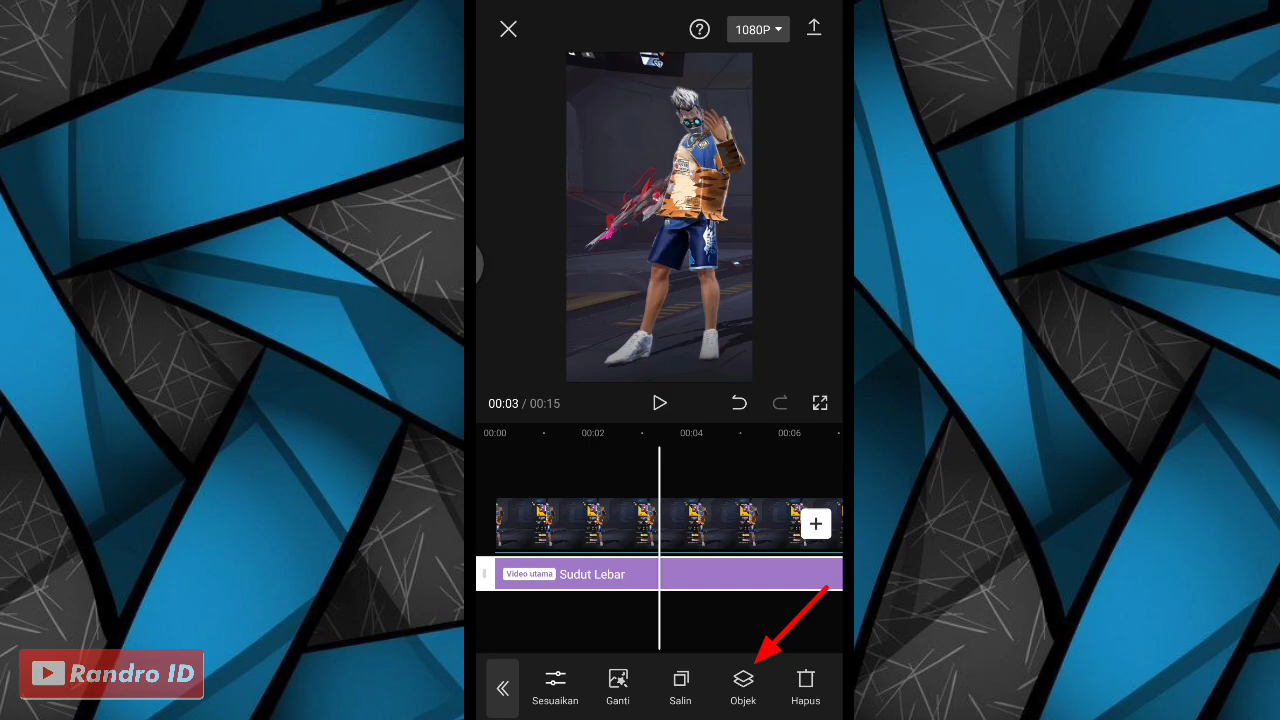 1080P
00:03 / 00:15
00:00
00:02
00:04
00:06
Video utama Sudut Lebar
Sesuaikan
Ganti
Salin
Objek
Hapus
Randro ID